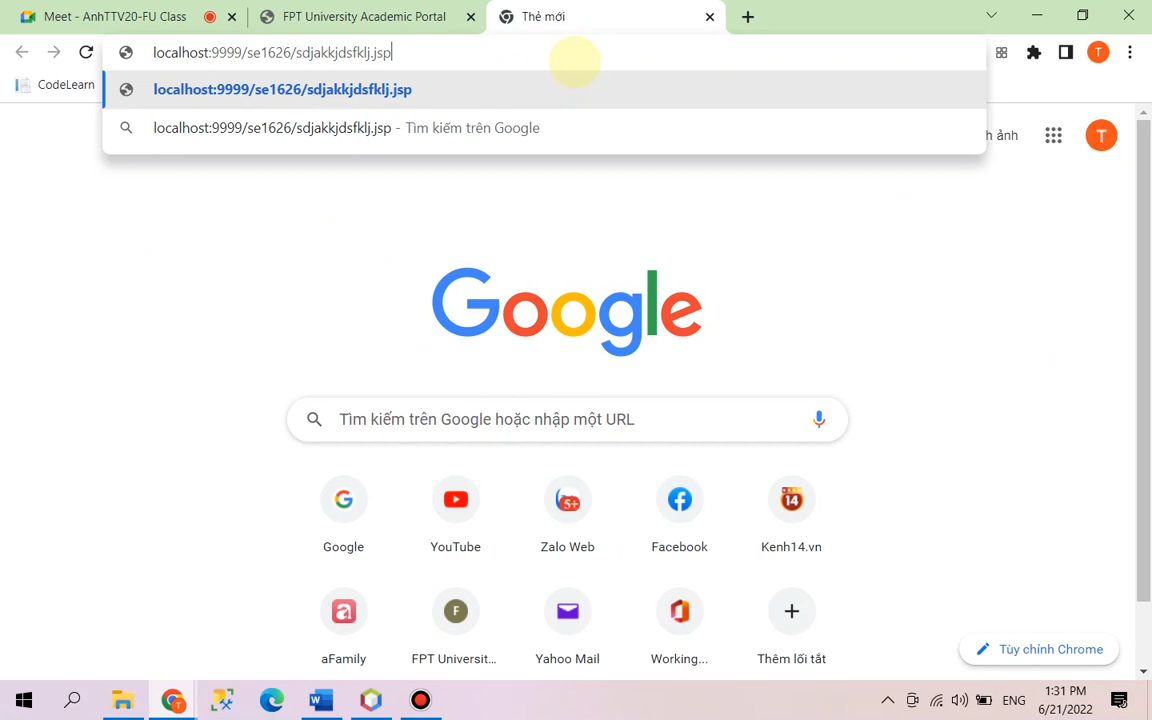 Meet - AnhTTV20-FU Class
FPT University Academic Portal
Thẻ mới
localhost:9999/se1626/sdjakkjdsfklj.jsp
T
CodeLearn
localhost:9999/se1626/sdjakkjdsfklj.jsp
localhost:9999/se1626/sdjakkjdsfklj.jsp - Tìm kiếm trên Google
h ảnh
T
Google
Tìm kiếm trên Google hoặc nhập một URL
G
5+
14
Google
YouTube
Zalo Web
Facebook
Kenh14.vn
a
F
aFamily
FPT Universit...
Yahoo Mail
Working...
Thêm lối tắt
Tùy chỉnh Chrome
ENG
1:31 PM
6/21/2022